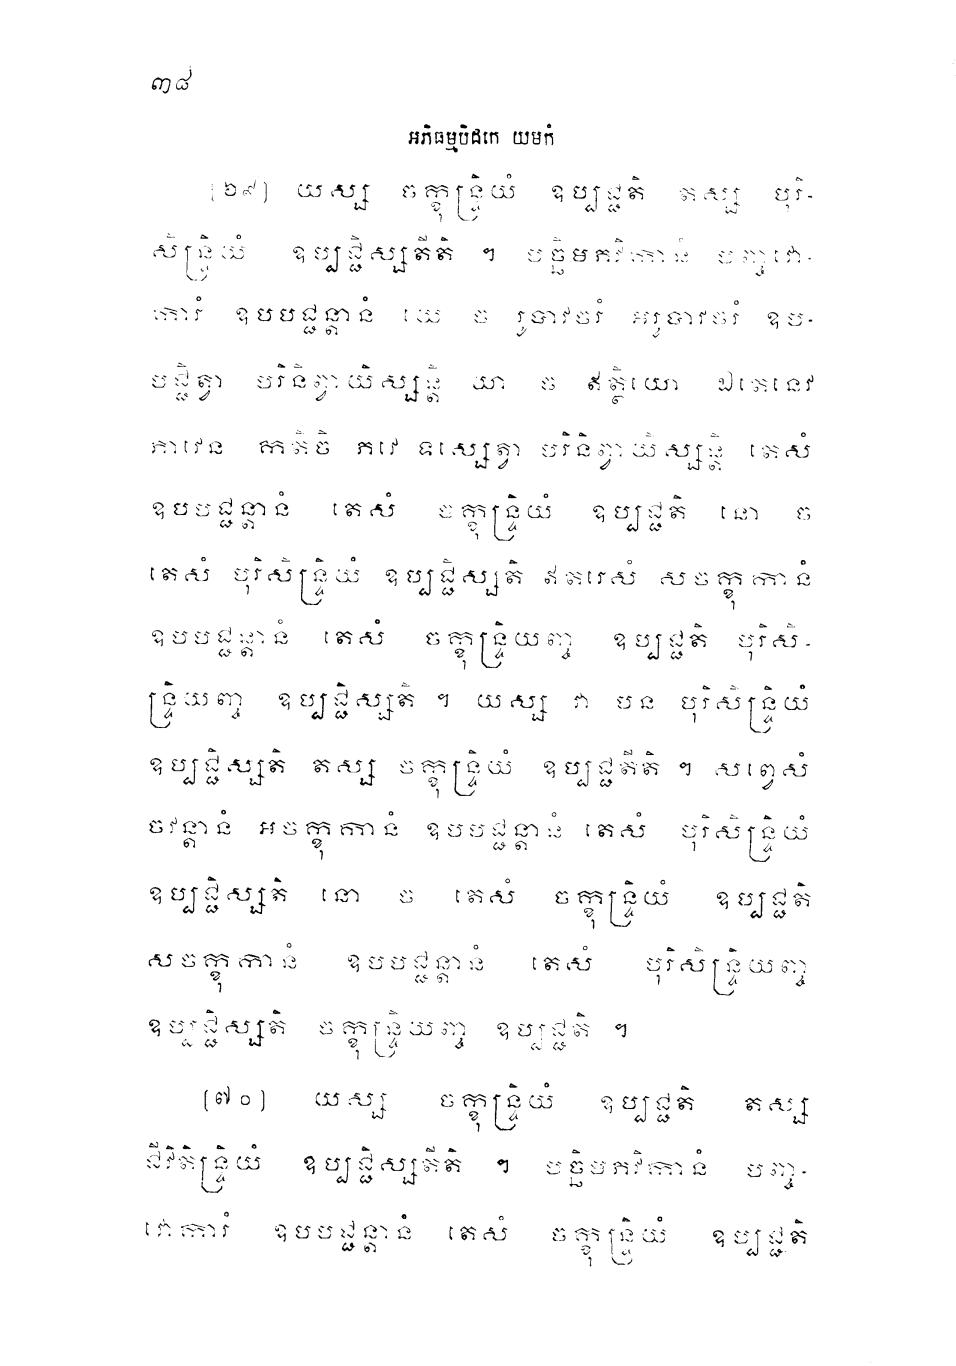 ៣៨
អភិធម្មបិដកេ យមកំ
[៦៩] យស្ស ចក្ខុន្ទ្រិយំ ឧប្បជ្ជតិ តស្ស បុរិ-
សិន្ទ្រិយំ ឧប្បជ្ជិស្សតីតិ ។ បច្ឆិមភវិកានំ បញ្ចវោ-
ការំ ឧបបជ្ជន្តានំ យេ ច រូបាវចរំ អរូបាវចរំ ឧប-
បជ្ជិត្វា បរិនិព្វាយិស្សន្តិ យា ច ឥត្ថិយោ ឯតេនេវ
ភាវេន កតិចិ ភវេ ទស្សេត្វា បរិនិព្វាយិស្សន្តិ តេសំ
ឧបបជ្ជន្តានំ តេសំ ចក្ខុន្ទ្រិយំ ឧប្បជ្ជតិ នោ ច
តេសំ បុរិសិន្ទ្រិយំ ឧប្បជ្ជិស្សតិ ឥតរេសំ សចក្ខុកានំ
ឧបបជ្ជន្តានំ តេសំ ចក្ខុន្ទ្រិយញ្ច ឧប្បជ្ជតិ បុរិសិ-
ន្ទ្រិយញ្ច ឧប្បជ្ជិស្សតិ ។ យស្ស វា បន បុរិសិន្ទ្រិយំ
ឧប្បជ្ជិស្សតិ តស្ស ចក្ខុន្ទ្រិយំ ឧប្បជ្ជតីតិ ។ សព្វេសំ
ចវន្តានំ អចក្ខុកានំ ឧបបជ្ជន្តានំ តេសំ បុរិសិន្ទ្រិយំ
ឧប្បជ្ជិស្សតិ នោ ច តេសំ ចក្ខុន្ទ្រិយំ ឧប្បជ្ជតិ
សចក្ខុកានំ ឧបបជ្ជន្តានំ តេសំ បុរិសិន្ទ្រិយញ្ច
ឧប្បជ្ជិស្សតិ ចក្ខុន្ទ្រិយញ្ច ឧប្បជ្ជតិ ។
[៧០] យស្ស ចក្ខុន្ទ្រិយំ ឧប្បជ្ជតិ តស្ស
ជីវិតិន្ទ្រិយំ ឧប្បជ្ជិស្សតីតិ ។ បច្ឆិមភវិកានំ បញ្ច-
វោការំ ឧបបជ្ជន្តានំ តេសំ ចក្ខុន្ទ្រិយំ ឧប្បជ្ជតិ